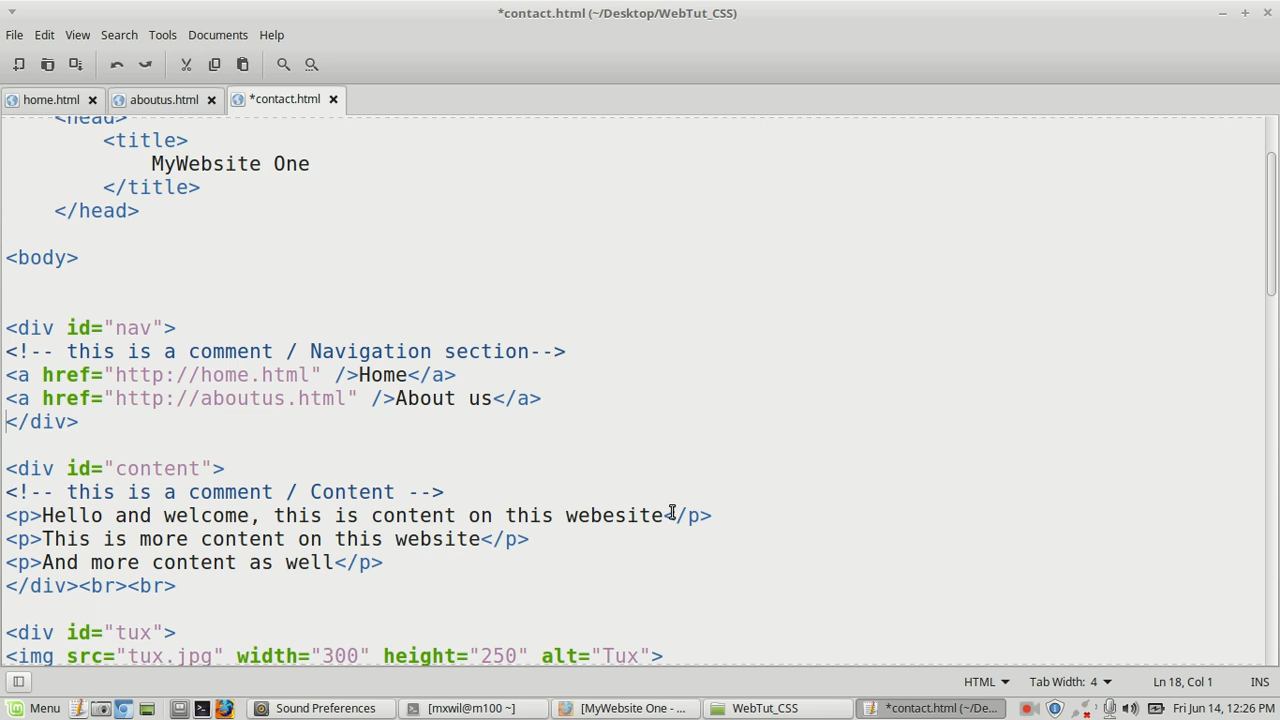 *contact.html (~/Desktop/WebTut_CSS)
File Edit View Search Tools Documents Help
home.html aboutus.html *contact.html
<head>
<title>
MyWebsite One
</title>
</head>
<body>
<div id="nav">
<!-- this is a comment / Navigation section-->
<a href="http://home.html" />Home</a>
<a href="http://aboutus.html" />About us</a>
</div>
<div id="content">
<!-- this is a comment / Content -->
<p>Hello and welcome, this is content on this webesite</p>
<p>This is more content on this website</p>
<p>And more content as well</p>
</div><br><br>
<div id="tux">
<img src="tux.jpg" width="300" height="250" alt="Tux">
HTML Tab Width: 4 Ln 18, Col 1 INS
Menu Sound Preferences [mxwil@m100 ~] [MyWebsite One - ... WebTut_CSS *contact.html (~/De... Fri Jun 14, 12:26 PM